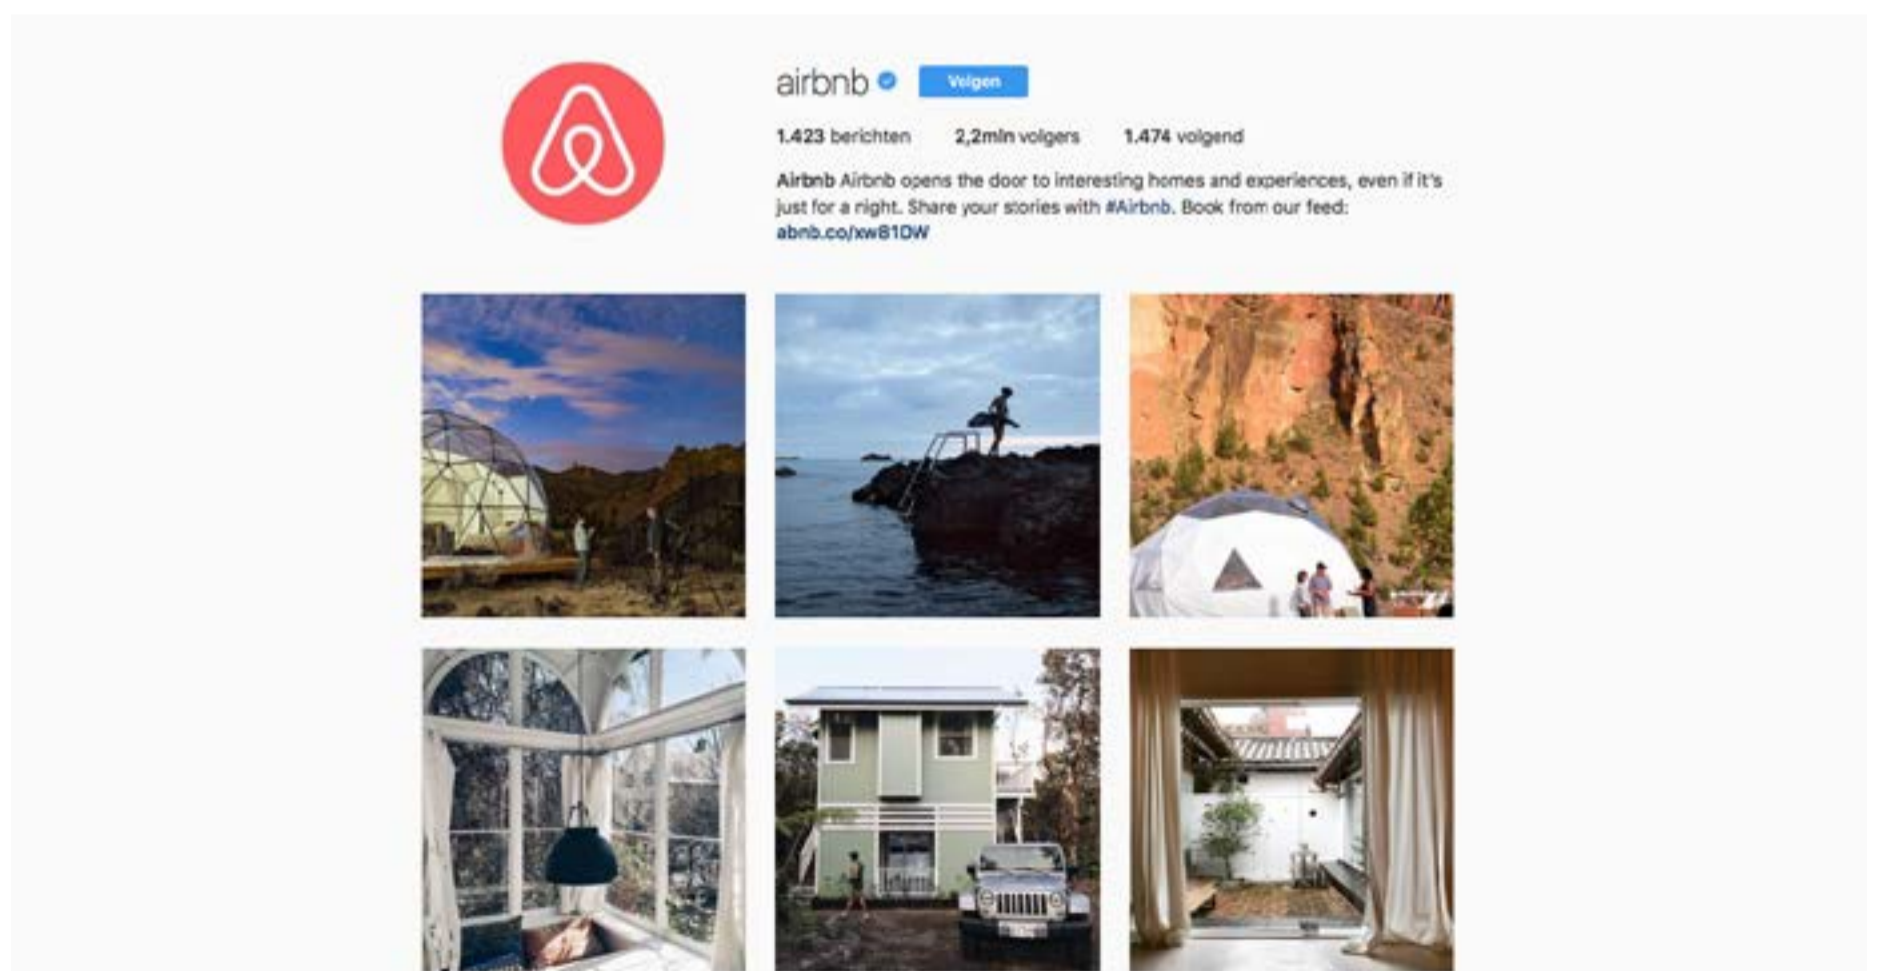 airbnb Volgen
1.423 berichten 2,2mln volgers 1.474 volgend
Airbnb Airbnb opens the door to interesting homes and experiences, even if it's
just for a night. Share your stories with #Airbnb. Book from our feed:
abnb.co/xw81DW